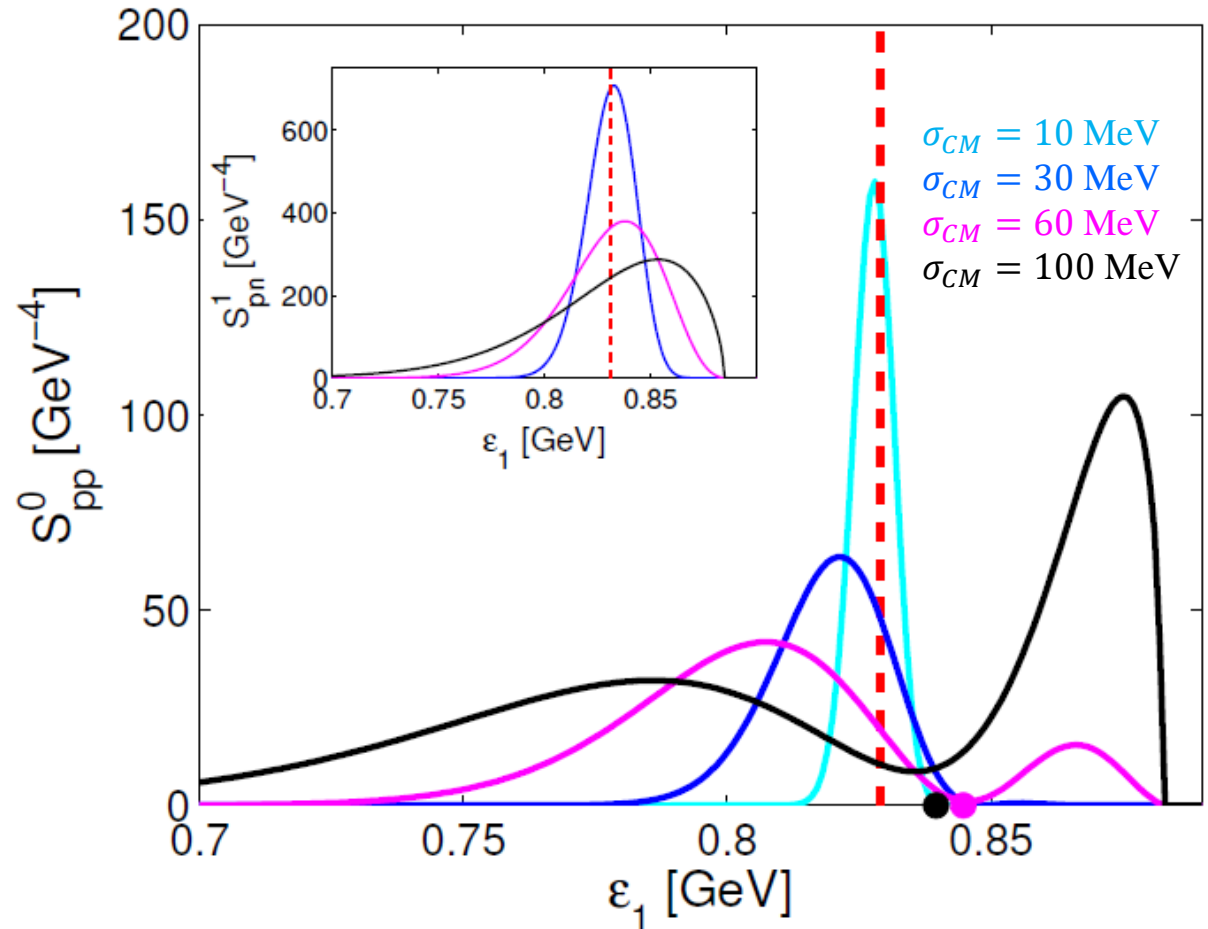 200
150
100
50
0
S⁰pp [GeV⁻⁴]
600
400
200
0
S¹pn [GeV⁻⁴]
0.7 0.75 0.8 0.85
ε₁ [GeV]
σCM = 10 MeV
σCM = 30 MeV
σCM = 60 MeV
σCM = 100 MeV
0.7 0.75 0.8 0.85
ε₁ [GeV]